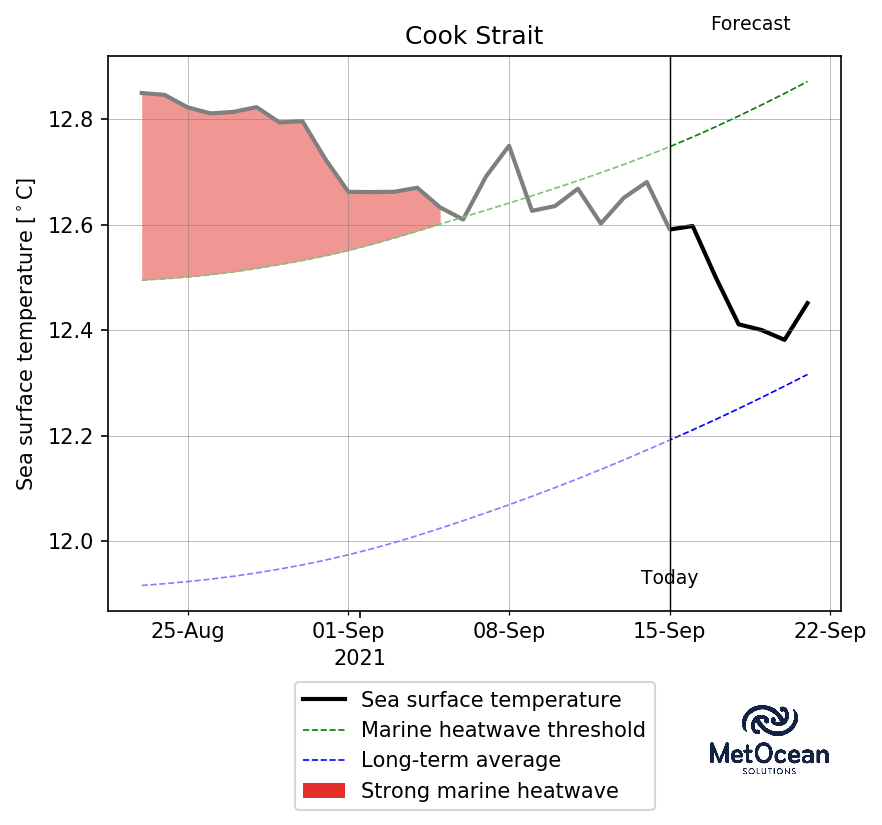 Forecast
Cook Strait
Sea surface temperature [°C]
12.8
12.6
12.4
12.2
12.0
Today
25-Aug 01-Sep 08-Sep 15-Sep 22-Sep
2021
Sea surface temperature
Marine heatwave threshold
Long-term average
Strong marine heatwave
MetOcean
SOLUTIONS